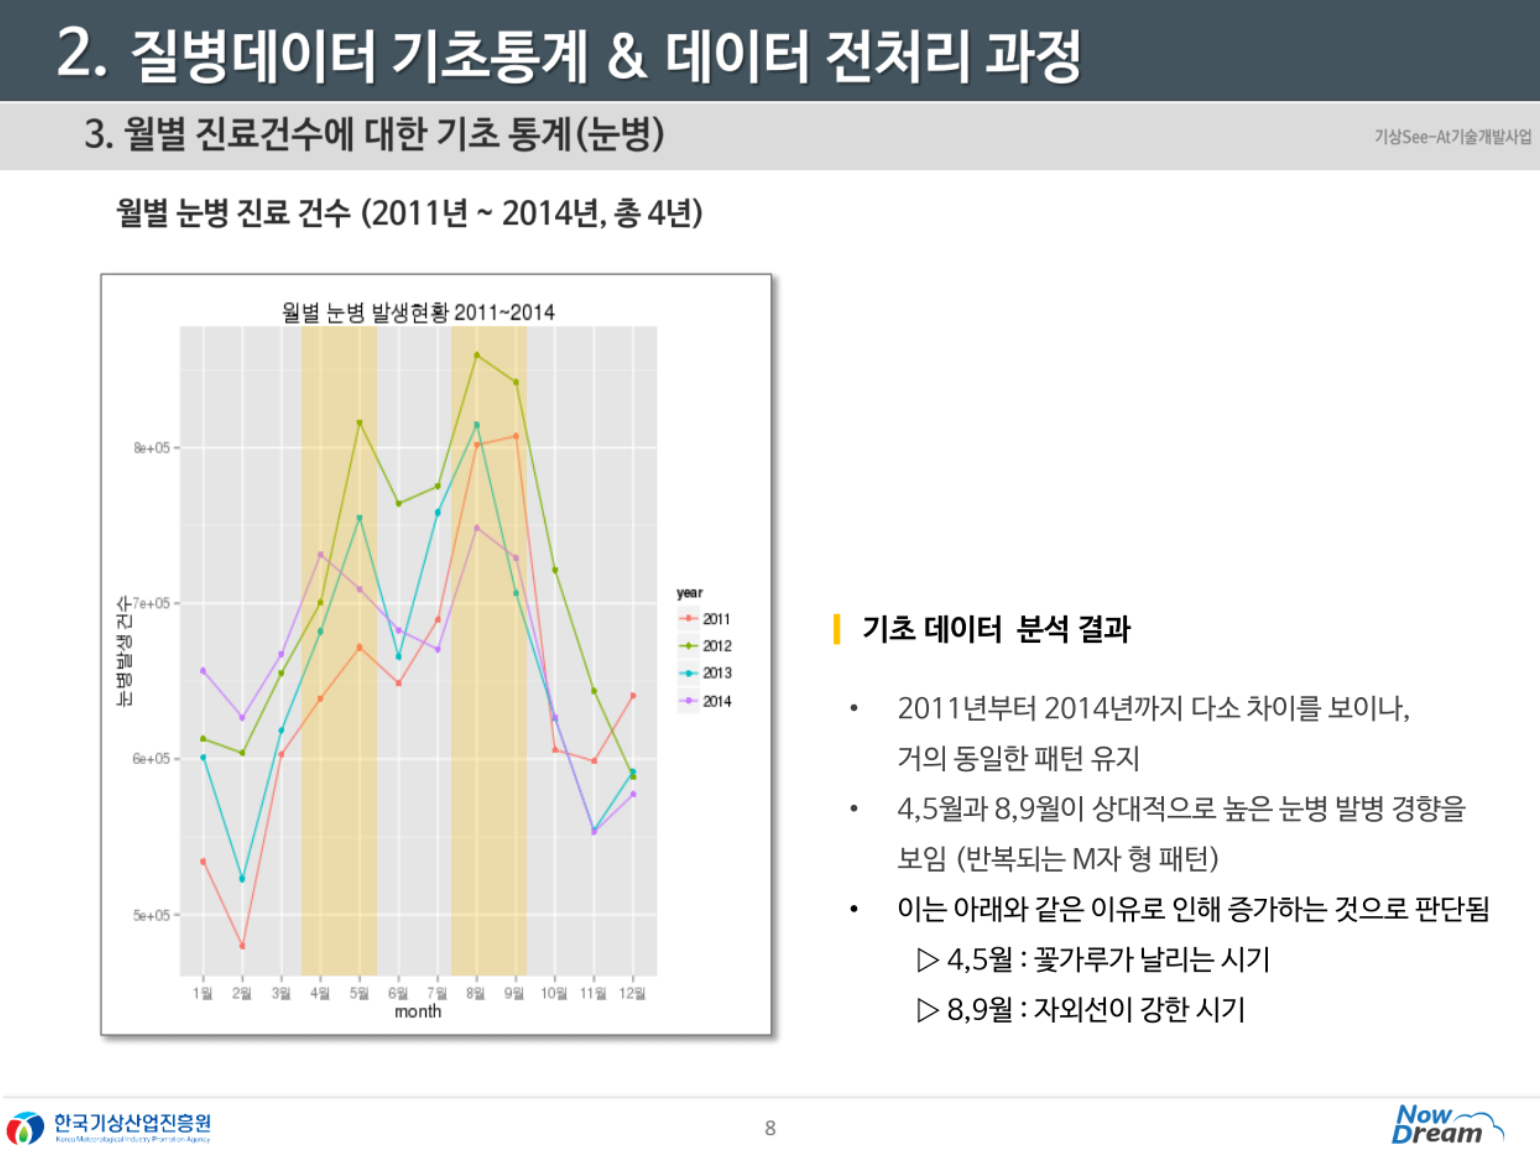 2. 질병데이터 기초통계 & 데이터 전처리 과정
3. 월별 진료건수에 대한 기초 통계(눈병)
기상See-At기술개발사업
월별 눈병 진료 건수 (2011년 ~ 2014년, 총 4년)
월별 눈병 발생현황 2011~2014
눈병발생 건수
8e+05
7e+05
6e+05
5e+05
1월 2월 3월 4월 5월 6월 7월 8월 9월 10월 11월 12월
month
year
2011
2012
2013
2014
기초 데이터 분석 결과
• 2011년부터 2014년까지 다소 차이를 보이나,
거의 동일한 패턴 유지
• 4,5월과 8,9월이 상대적으로 높은 눈병 발병 경향을
보임 (반복되는 M자 형 패턴)
• 이는 아래와 같은 이유로 인해 증가하는 것으로 판단됨
▷ 4,5월 : 꽃가루가 날리는 시기
▷ 8,9월 : 자외선이 강한 시기
한국기상산업진흥원
Korea Meteorological Industry Promotion Agency
8
Now
Dream